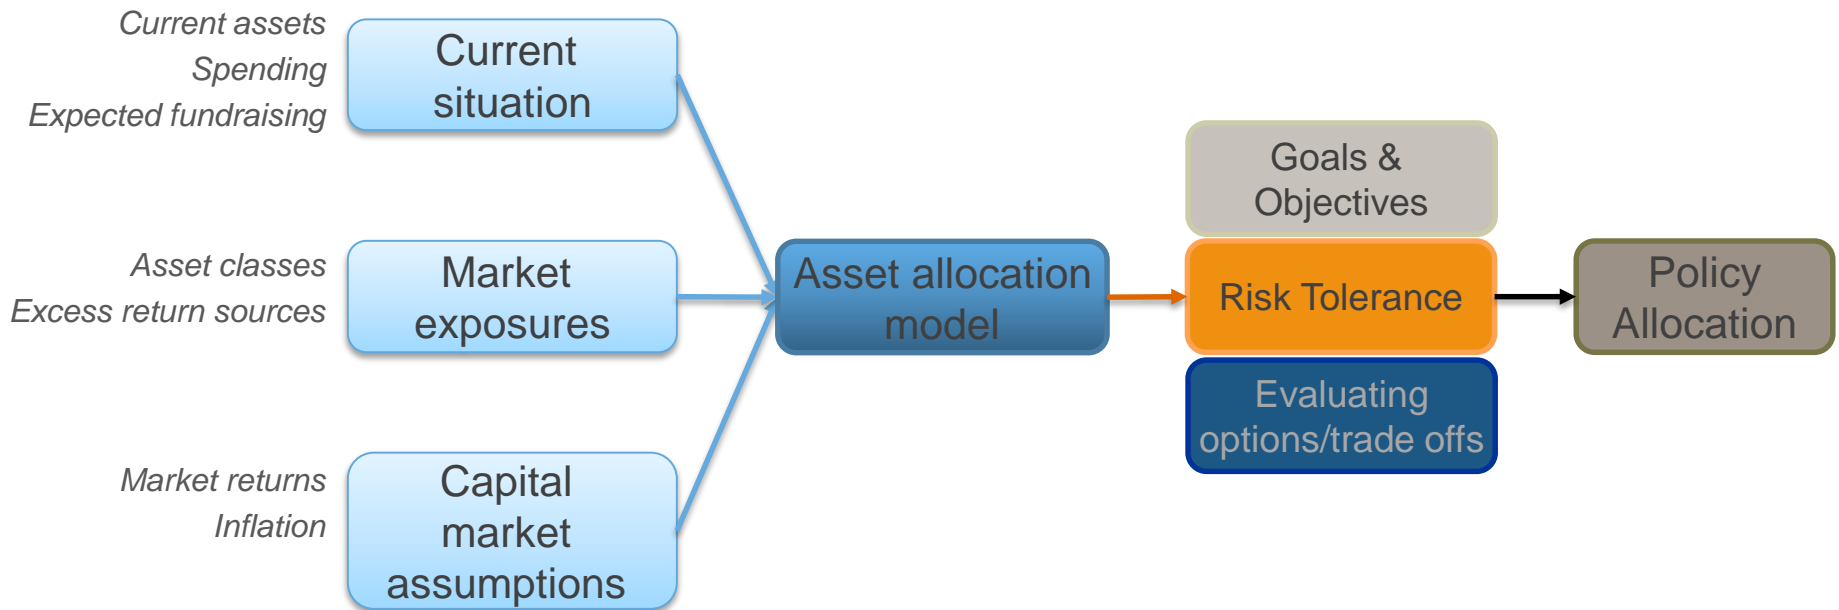 Current assets
Spending
Expected fundraising
Current
situation
Asset classes
Excess return sources
Market
exposures
Market returns
Inflation
Capital
market
assumptions
Asset allocation
model
Goals &
Objectives
Risk Tolerance
Evaluating
options/trade offs
Policy
Allocation